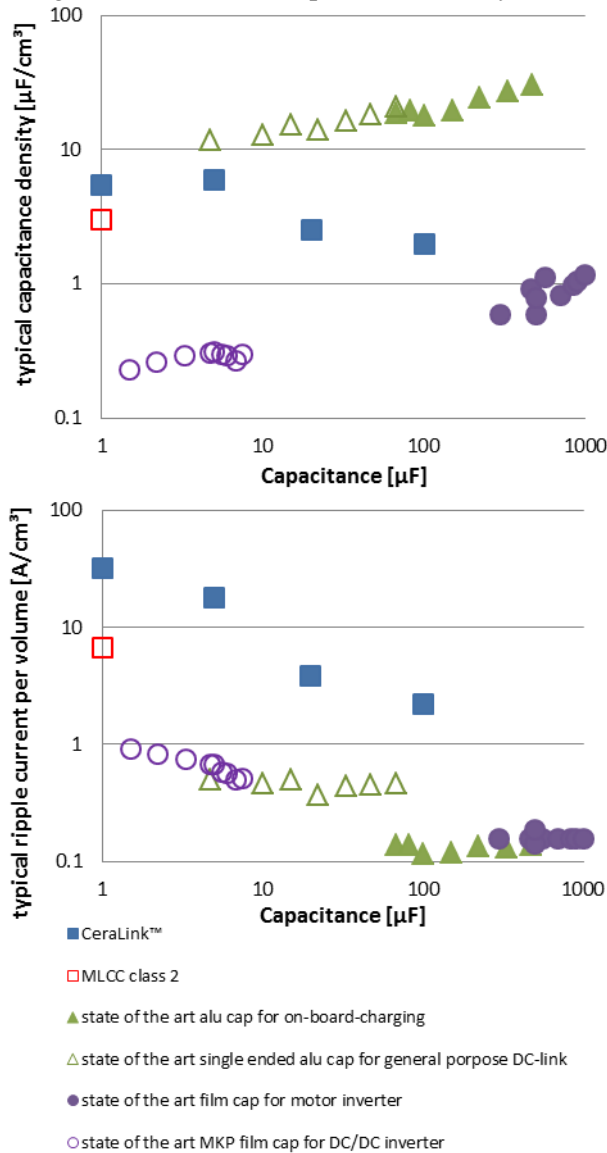 100
10
1
0.1
typical capacitance density [µF/cm³]
1 10 100 1000
Capacitance [µF]
100
10
1
0.1
typical ripple current per volume [A/cm³]
1 10 100 1000
Capacitance [µF]
CeraLink™
MLCC class 2
state of the art alu cap for on-board-charging
state of the art single ended alu cap for general porpose DC-link
state of the art film cap for motor inverter
state of the art MKP film cap for DC/DC inverter